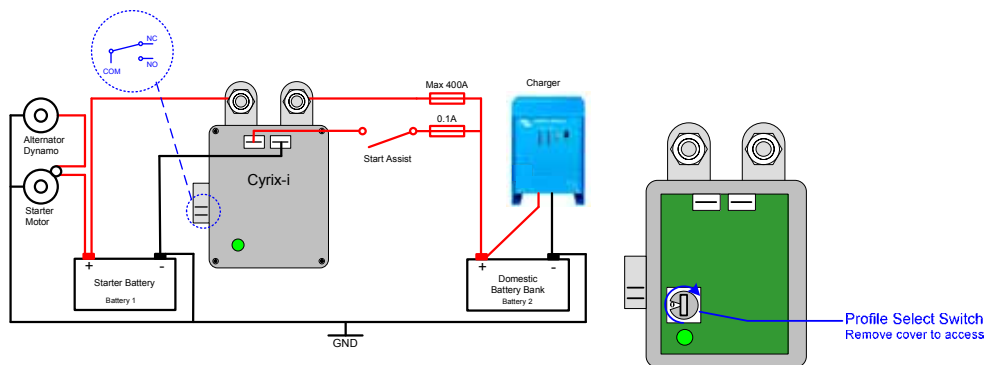 NC
COM
NO
Max 400A
Charger
0.1A
Alternator
Dynamo
Start Assist
Cyrix-i
Starter
Motor
+
-
Starter Battery
Battery 1
+
-
Domestic
Battery Bank
Battery 2
GND
Profile Select Switch
Remove cover to access